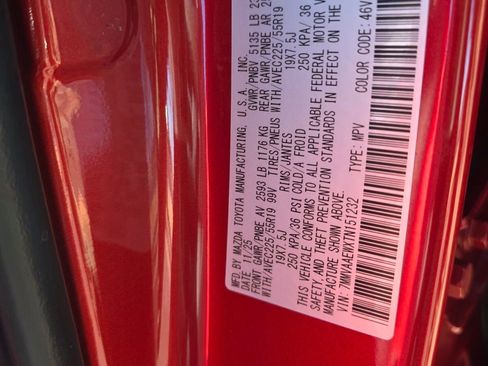 MFD. BY MAZDA TOYOTA MANUFACTURING, U.S.A. INC.
DATE 11/25 GVWR/PNBV 5135 LB
FRONT GAWR/PNBE AV 2593 LB 1176 KG REAR GAWR/PNBE AR
WITH/AVEC225/55R19 99V TIRES/PNEUS WITH/AVEC225/55R19
19X7.5J RIMS/JANTES 19X7.5J
250 KPA/36 PSI COLD/A FROID 250 KPA/36
THIS VEHICLE CONFORMS TO ALL APPLICABLE FEDERAL MOTOR
SAFETY, AND THEFT PREVENTION STANDARDS IN EFFECT ON THE
MANUFACTURE SHOWN ABOVE.
VIN: 7MMVAAEWXTN151232 TYPE: MPV COLOR CODE: 46V